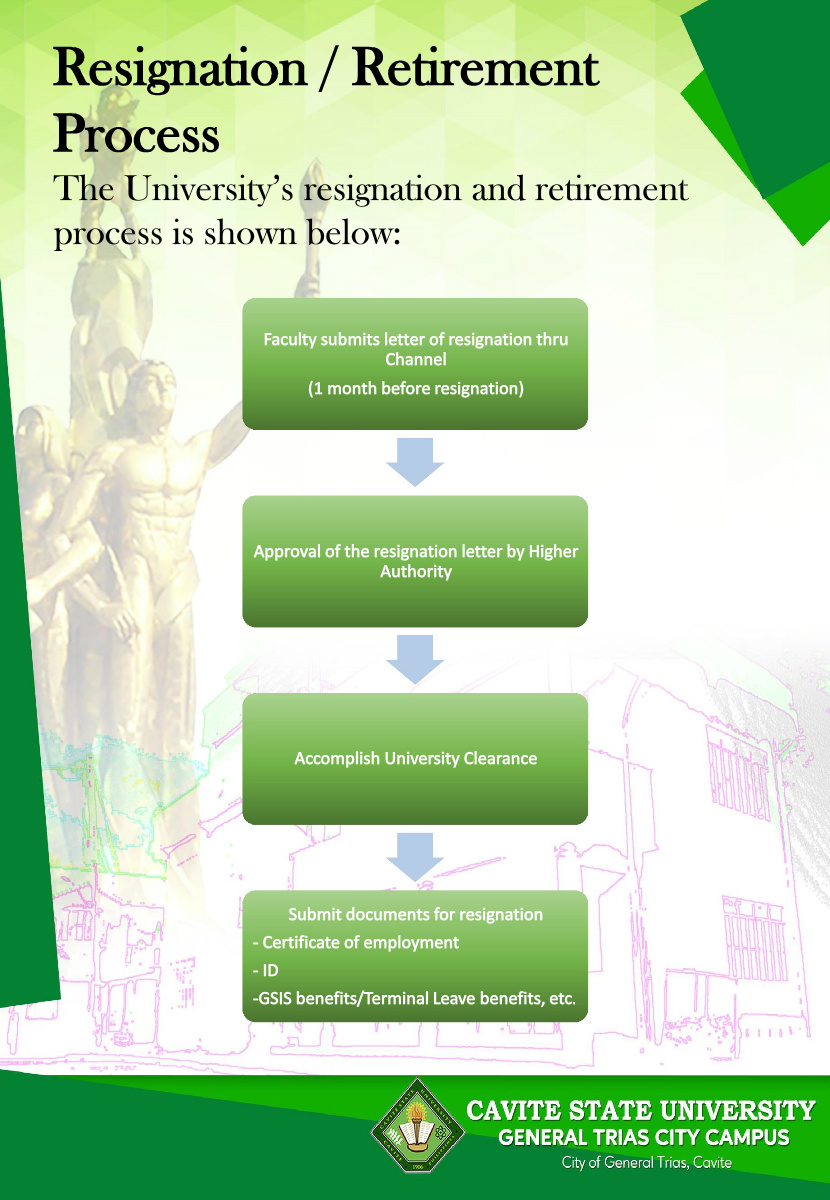 Resignation / Retirement
Process
The University's resignation and retirement
process is shown below:
Faculty submits letter of resignation thru
Channel
(1 month before resignation)
Approval of the resignation letter by Higher
Authority
Accomplish University Clearance
Submit documents for resignation
- Certificate of employment
- ID
-GSIS benefits/Terminal Leave benefits, etc.
CAVITE STATE UNIVERSITY
GENERAL TRIAS CITY CAMPUS
City of General Trias, Cavite
1906